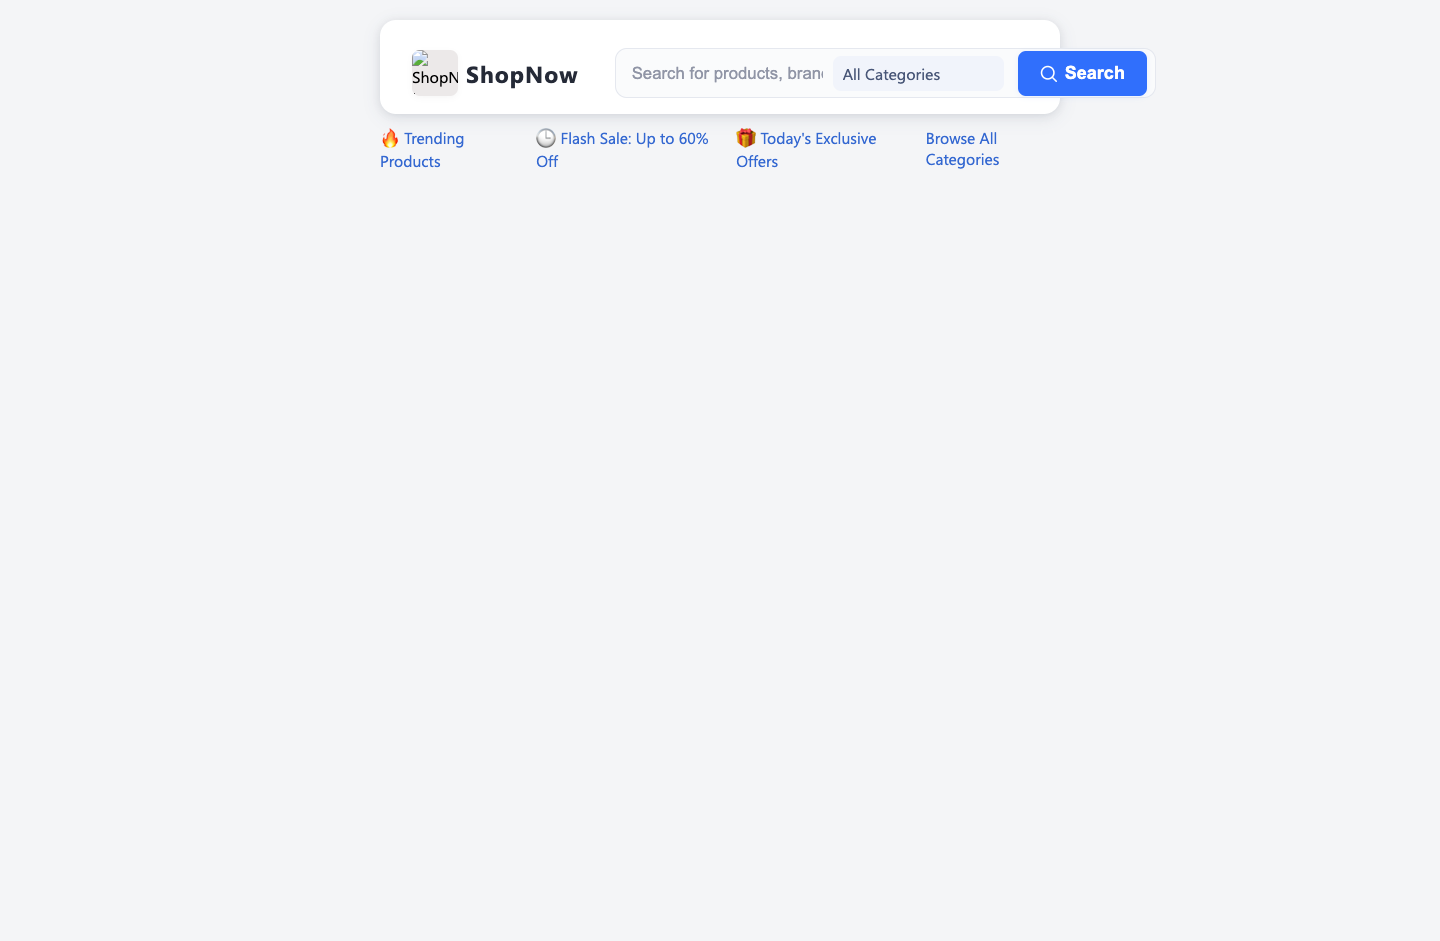 ShopN
ShopNow
Search for products, bran
All Categories
Search
🔥 Trending
Products
🕒 Flash Sale: Up to 60%
Off
🎁 Today's Exclusive
Offers
Browse All
Categories